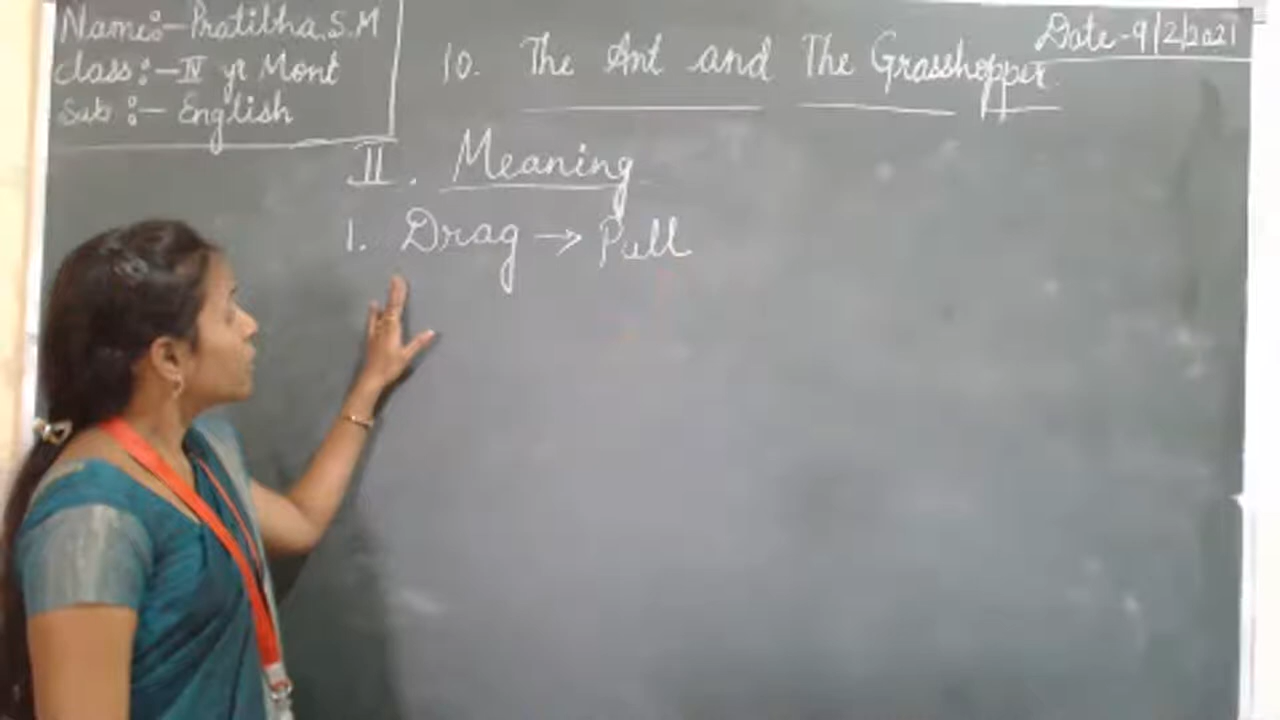 Name:-Pratibha.S.M
Class:-IV yr Mont
Sub:-English
10. The Ant and The Grasshopper
Date-9/2/2021
II. Meaning
1. Drag → Pull